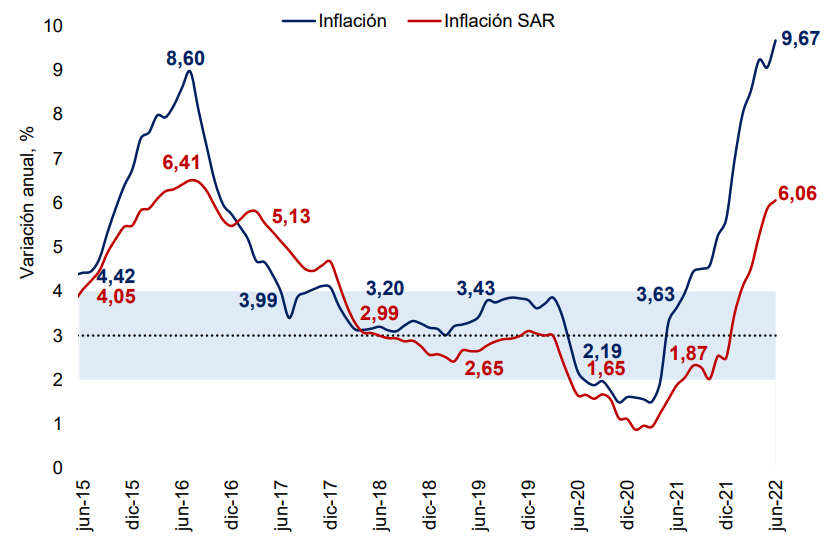 Inflación
Inflación SAR
Variación anual, %
10
9
8
7
6
5
4
3
2
1
0
8,60
9,67
6,41
6,06
5,13
4,42
4,05
3,99
3,20
2,99
3,43
2,65
3,63
2,19
1,65
1,87
jun-15
dic-15
jun-16
dic-16
jun-17
dic-17
jun-18
dic-18
jun-19
dic-19
jun-20
dic-20
jun-21
dic-21
jun-22